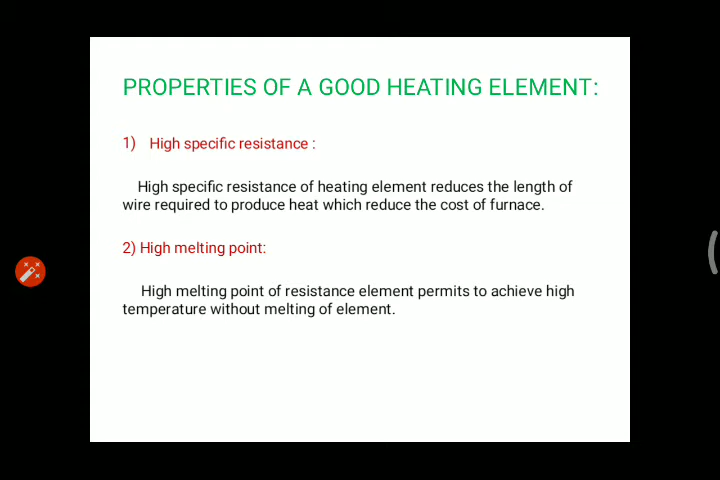 PROPERTIES OF A GOOD HEATING ELEMENT:
1) High specific resistance :
High specific resistance of heating element reduces the length of
wire required to produce heat which reduce the cost of furnace.
2) High melting point:
High melting point of resistance element permits to achieve high
temperature without melting of element.